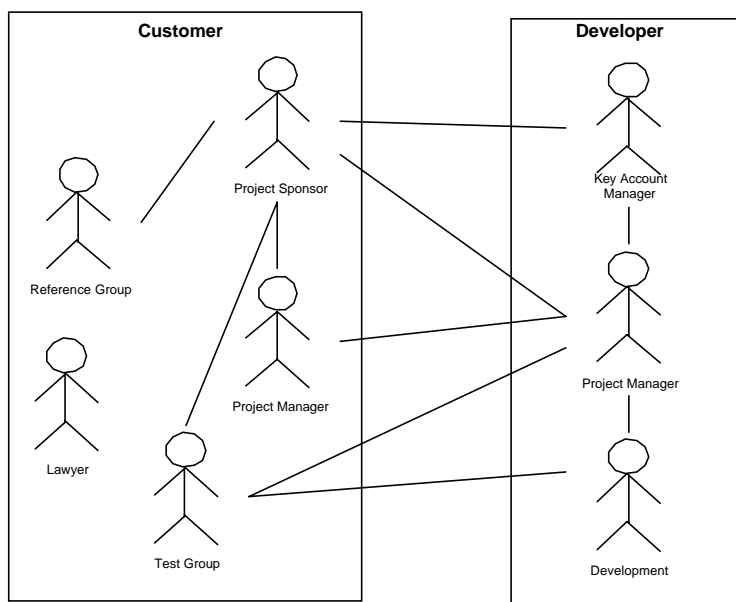 Customer
Developer
Project Sponsor
Key Account
Manager
Reference Group
Project Manager
Project Manager
Lawyer
Test Group
Development